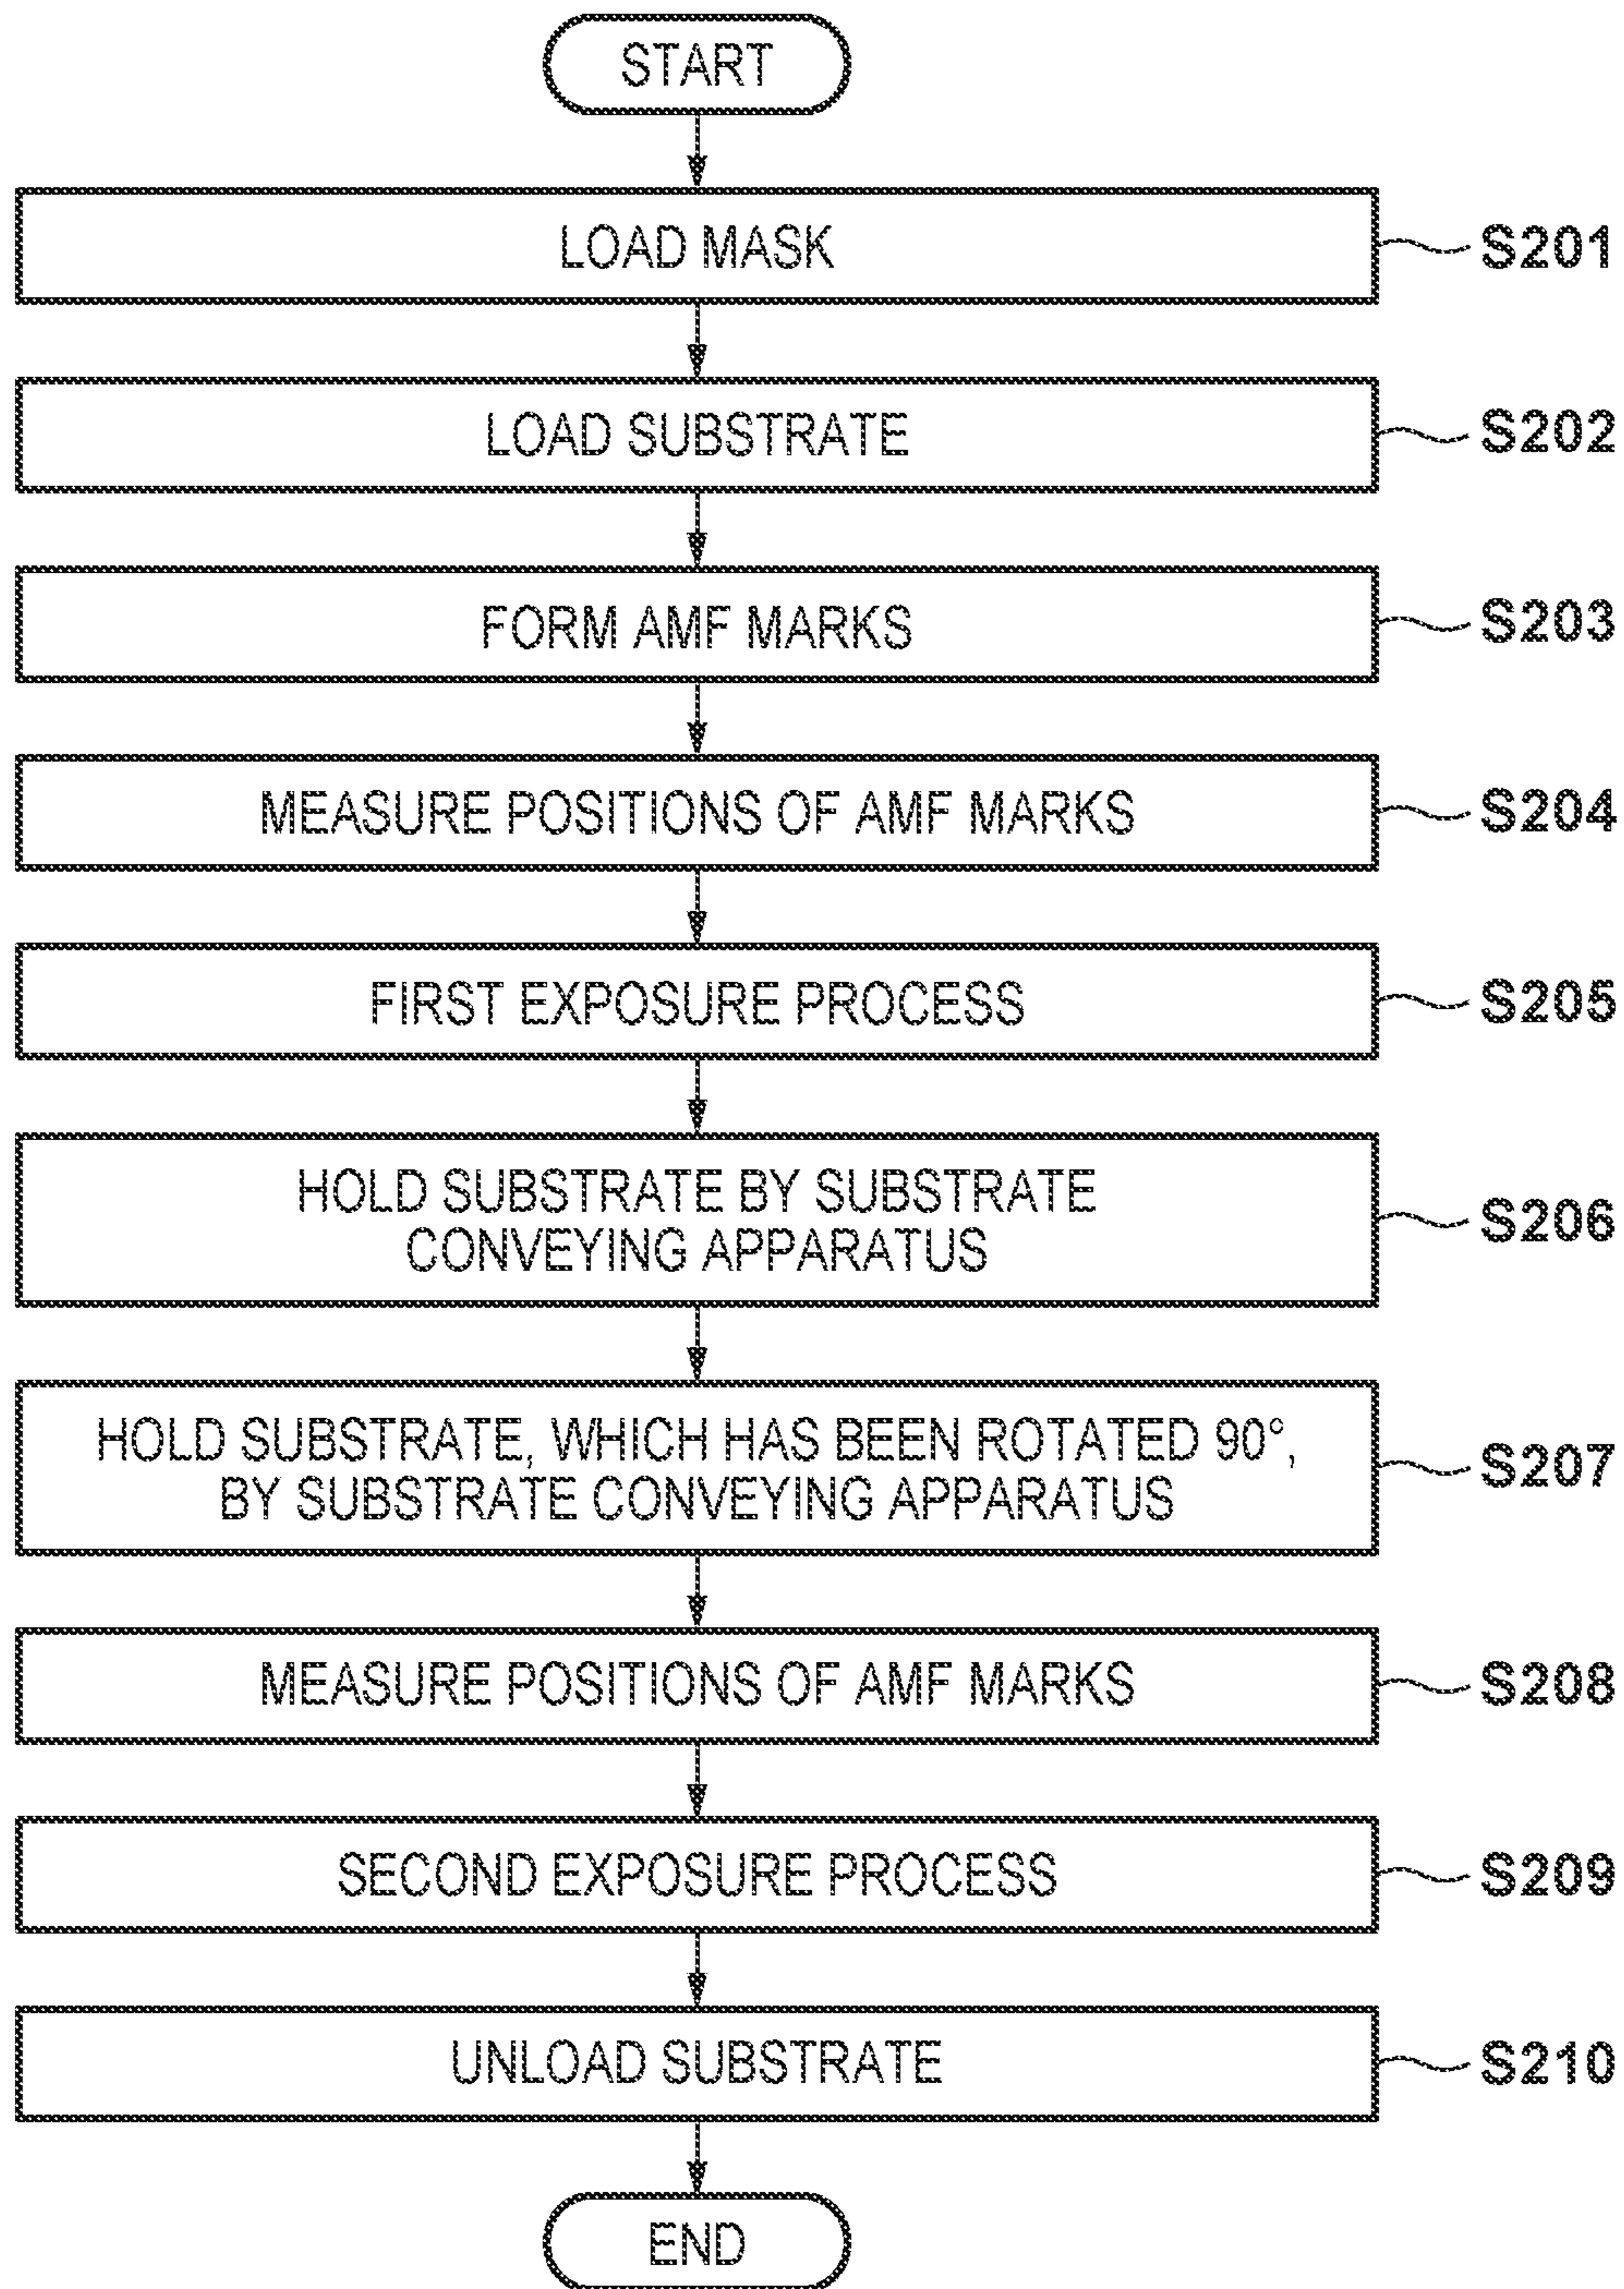 START
LOAD MASK
S201
LOAD SUBSTRATE
S202
FORM AMF MARKS
S203
MEASURE POSITIONS OF AMF MARKS
S204
FIRST EXPOSURE PROCESS
S205
HOLD SUBSTRATE BY SUBSTRATE
CONVEYING APPARATUS
S206
HOLD SUBSTRATE, WHICH HAS BEEN ROTATED 90°,
BY SUBSTRATE CONVEYING APPARATUS
S207
MEASURE POSITIONS OF AMF MARKS
S208
SECOND EXPOSURE PROCESS
S209
UNLOAD SUBSTRATE
S210
END